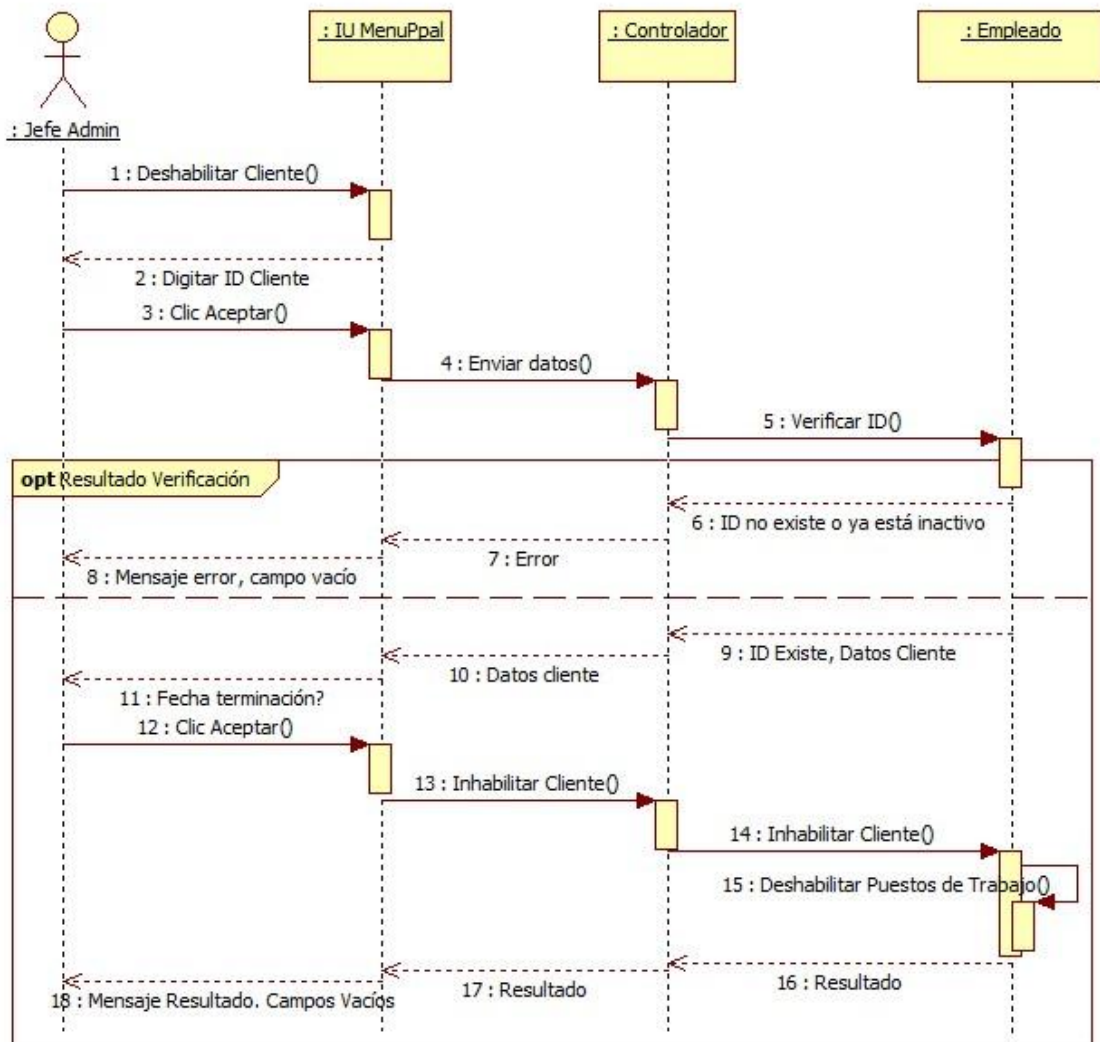 : IU MenuPpal
: Controlador
: Empleado
: Jefe Admin
1 : Deshabilitar Cliente()
2 : Digitar ID Cliente
3 : Clic Aceptar()
4 : Enviar datos()
5 : Verificar ID()
opt Resultado Verificación
6 : ID no existe o ya está inactivo
7 : Error
8 : Mensaje error, campo vacío
9 : ID Existe, Datos Cliente
10 : Datos cliente
11 : Fecha terminación?
12 : Clic Aceptar()
13 : Inhabilitar Cliente()
14 : Inhabilitar Cliente()
15 : Deshabilitar Puestos de Trabajo()
16 : Resultado
17 : Resultado
18 : Mensaje Resultado. Campos Vacíos